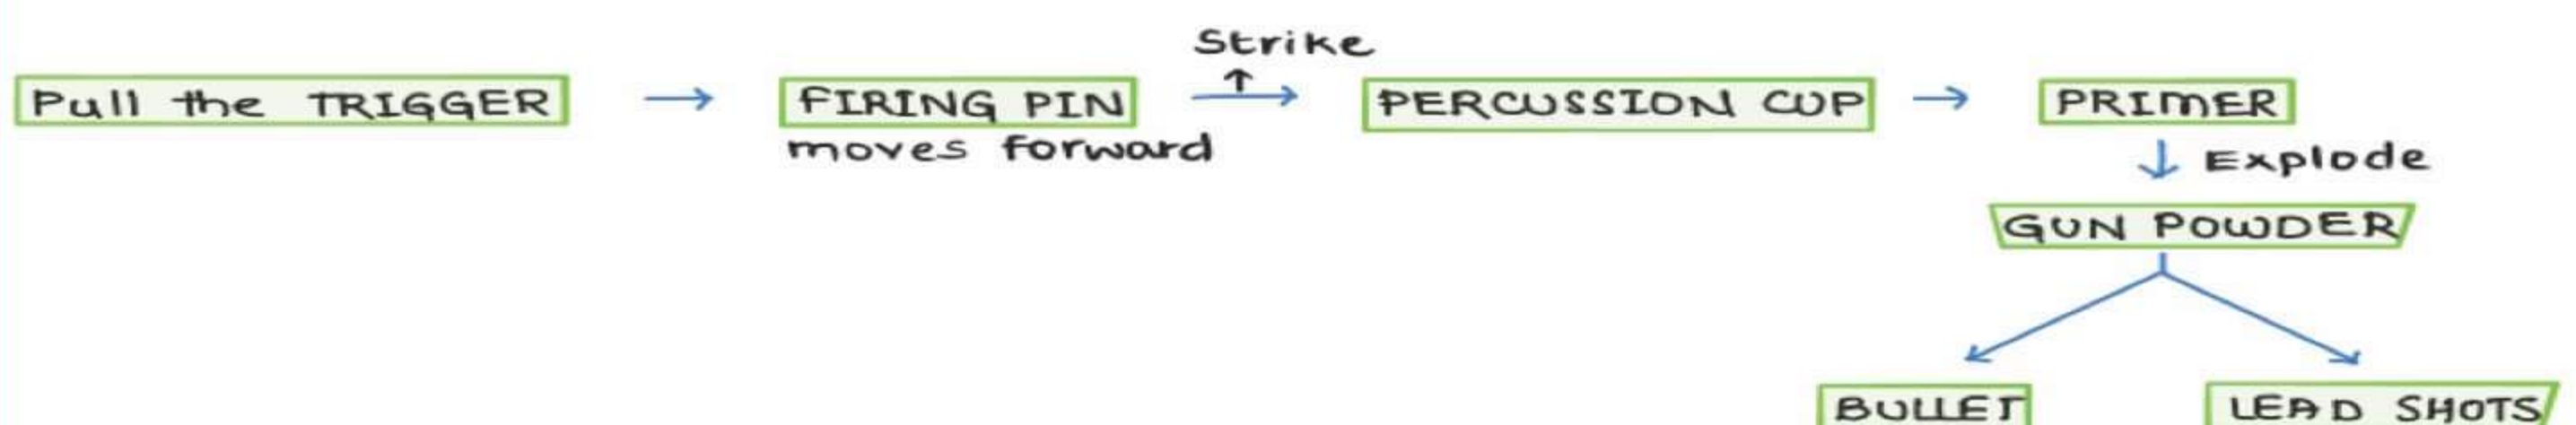 Strike
Pull the TRIGGER → FIRING PIN → PERCUSSION CUP → PRIMER
moves forward
Explode
GUN POWDER
BULLET
LEAD SHOTS